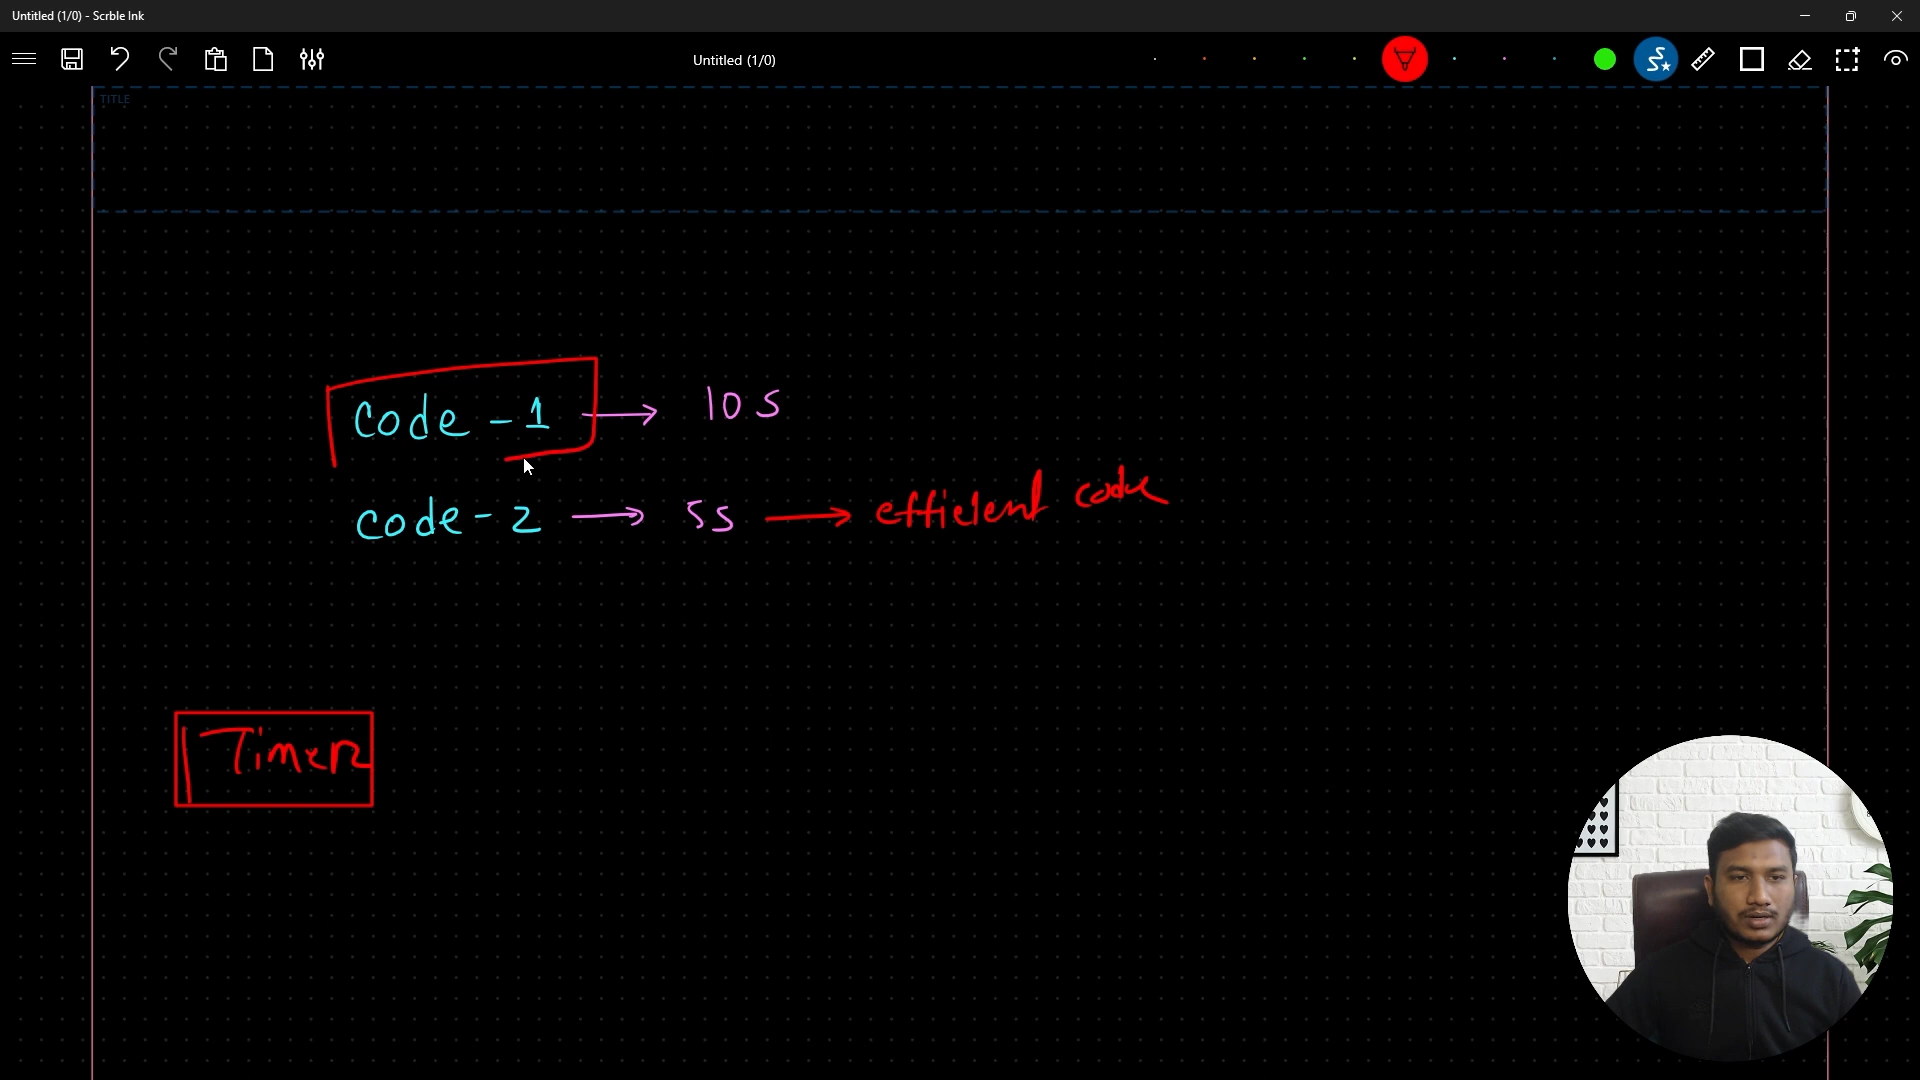 Untitled (1/0) - Scrble Ink
Untitled (1/0)
TITLE
Code - 1 → 10 s
code - 2 → 5s → efficient code
Timer